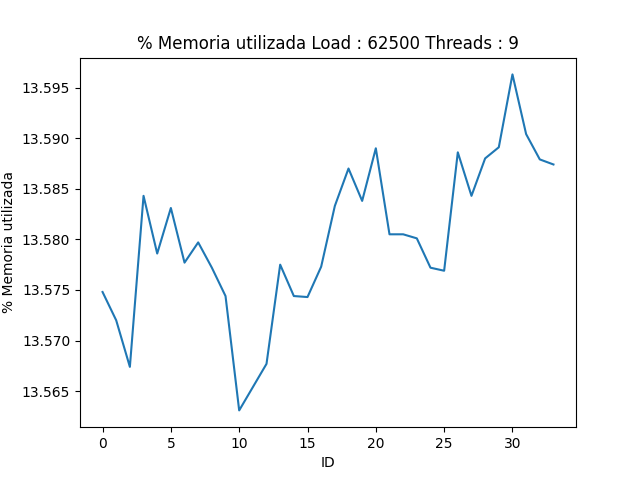 % Memoria utilizada Load : 62500 Threads : 9
% Memoria utilizada
13.595
13.590
13.585
13.580
13.575
13.570
13.565
0 5 10 15 20 25 30
ID